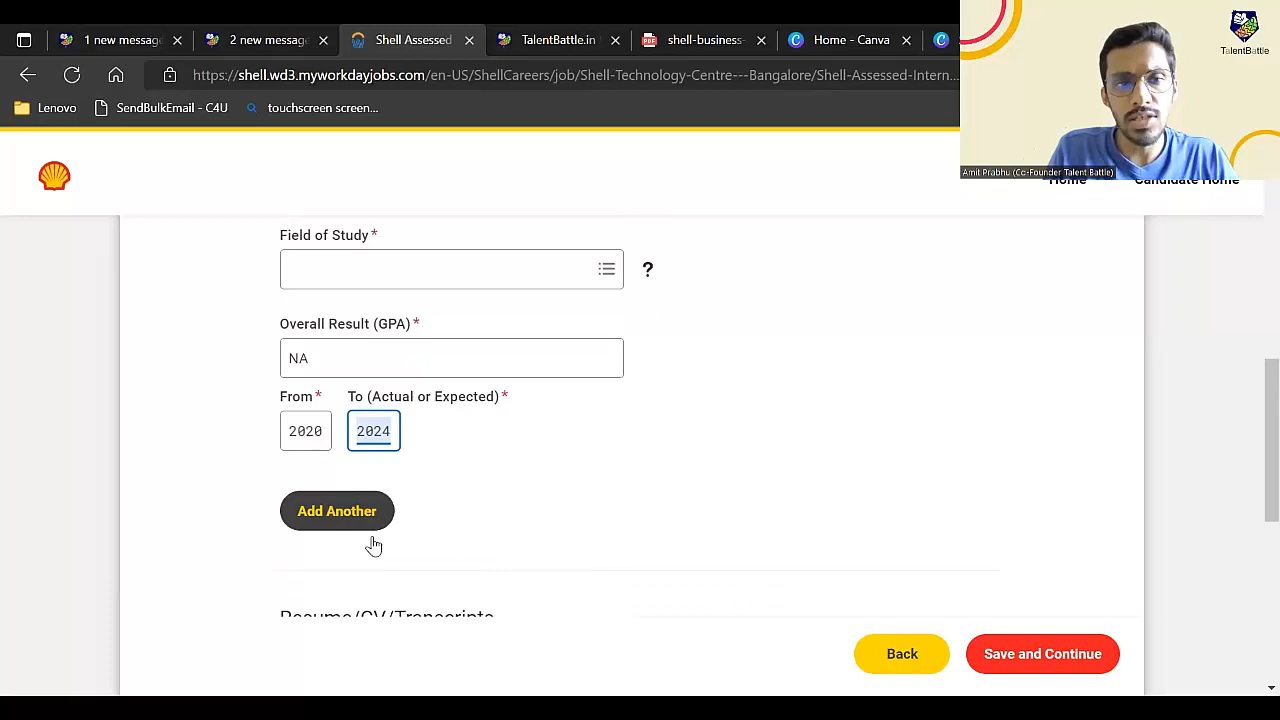 1 new messag
2 new messag
Shell Assessed
TalentBattle.in
shell-business-
Home - Canva
https://shell.wd3.myworkdayjobs.com/en-US/ShellCareers/job/Shell-Technology-Centre---Bangalore/Shell-Assessed-Intern...
Lenovo
SendBulkEmail - C4U
touchscreen screen...
TalentBattle
Amit Prabhu (Co-Founder Talent Battle)
Home
Candidate Home
Field of Study*
?
Overall Result (GPA)*
NA
From*
To (Actual or Expected)*
2020
2024
Add Another
Resume/CV/Transcripts
Back
Save and Continue